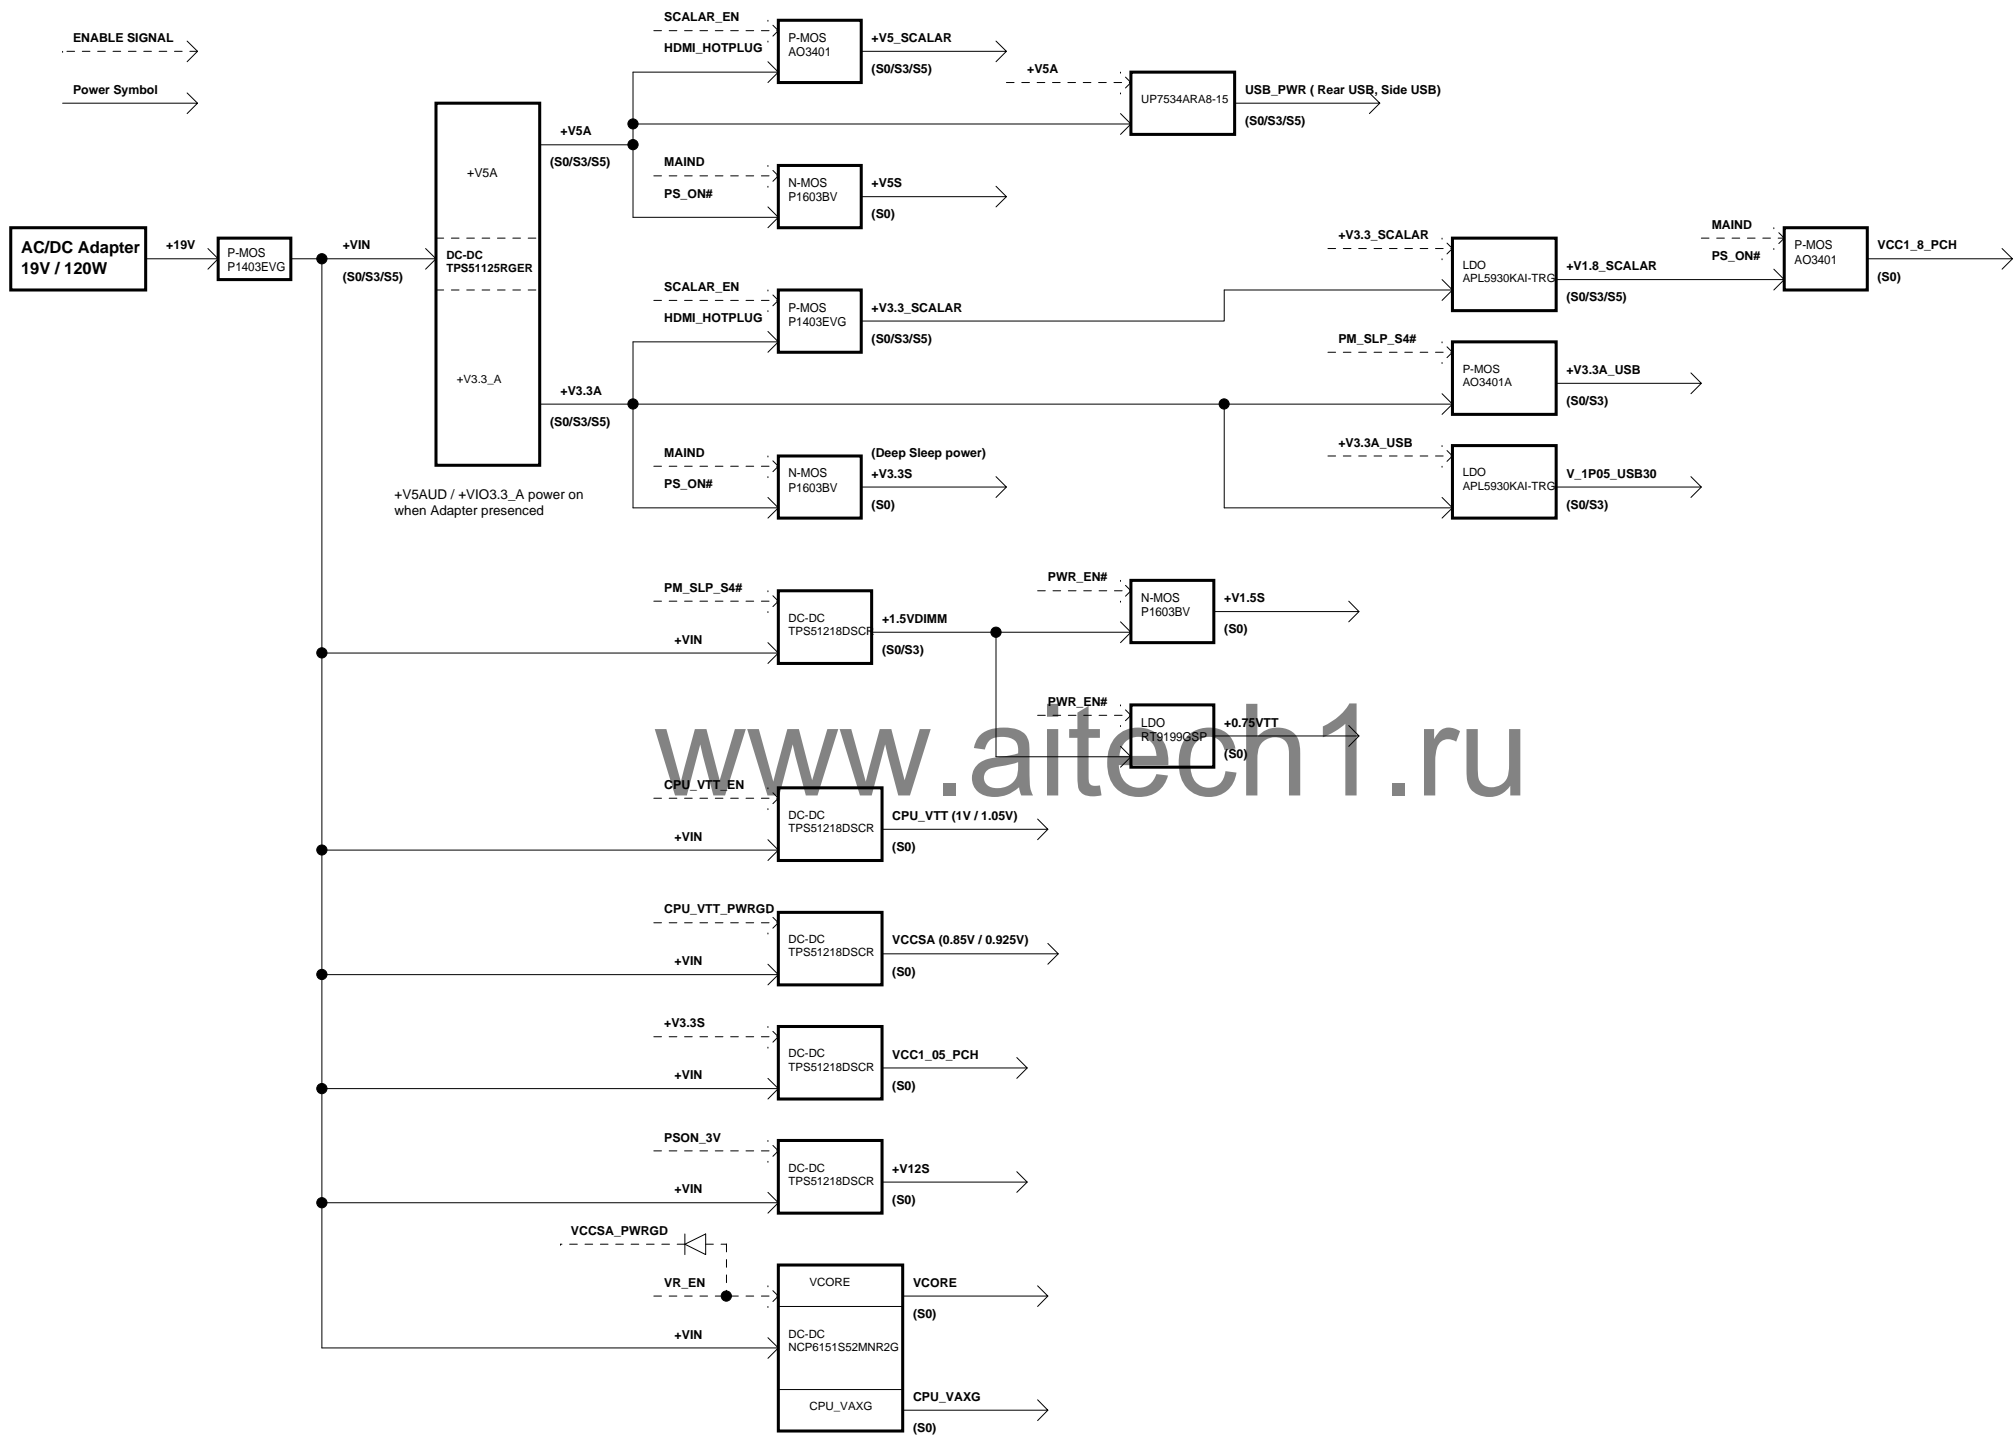 ENABLE SIGNAL
Power Symbol
SCALAR_EN
HDMI_HOTPLUG
P-MOS
AO3401
+V5_SCALAR
(S0/S3/S5)
+V5A
UP7534ARA8-15
USB_PWR ( Rear USB, Side USB)
(S0/S3/S5)
+V5A
(S0/S3/S5)
MAIND
PS_ON#
N-MOS
P1603BV
+V5S
(S0)
AC/DC Adapter
19V / 120W
+19V
P-MOS
P1403EVG
+VIN
(S0/S3/S5)
+V5A
DC-DC
TPS51125RGER
+V3.3_A
+V5AUD / +VIO3.3_A power on
when Adapter presenced
SCALAR_EN
HDMI_HOTPLUG
P-MOS
P1403EVG
+V3.3_SCALAR
(S0/S3/S5)
+V3.3_SCALAR
LDO
APL5930KAI-TRG
+V1.8_SCALAR
(S0/S3/S5)
MAIND
PS_ON#
P-MOS
AO3401
VCC1_8_PCH
(S0)
+V3.3A
(S0/S3/S5)
PM_SLP_S4#
P-MOS
AO3401A
+V3.3A_USB
(S0/S3)
MAIND
PS_ON#
N-MOS
P1603BV
(Deep Sleep power)
+V3.3S
(S0)
+V3.3A_USB
LDO
APL5930KAI-TRG
V_1P05_USB30
(S0/S3)
PM_SLP_S4#
+VIN
DC-DC
TPS51218DSCR
+1.5VDIMM
(S0/S3)
PWR_EN#
N-MOS
P1603BV
+V1.5S
(S0)
PWR_EN#
LDO
RT9199GSP
+0.75VTT
(S0)
www.aitech1.ru
CPU_VTT_EN
+VIN
DC-DC
TPS51218DSCR
CPU_VTT (1V / 1.05V)
(S0)
CPU_VTT_PWRGD
+VIN
DC-DC
TPS51218DSCR
VCCSA (0.85V / 0.925V)
(S0)
+V3.3S
+VIN
DC-DC
TPS51218DSCR
VCC1_05_PCH
(S0)
PSON_3V
+VIN
DC-DC
TPS51218DSCR
+V12S
(S0)
VCCSA_PWRGD
VR_EN
+VIN
VCORE
DC-DC
NCP6151S52MNR2G
CPU_VAXG
VCORE
(S0)
CPU_VAXG
(S0)